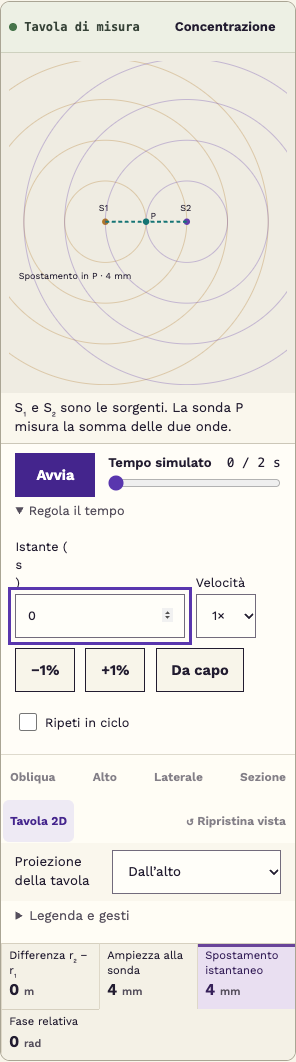 Tavola di misura Concentrazione
S1 S2
P
Spostamento in P · 4 mm
S₁ e S₂ sono le sorgenti. La sonda P
misura la somma delle due onde.
Avvia Tempo simulato 0 / 2 s
▼ Regola il tempo
Istante (
s
) Velocità
0 1×
−1% +1% Da capo
Ripeti in ciclo
Obliqua Alto Laterale Sezione
Tavola 2D ↺ Ripristina vista
Proiezione
della tavola
Dall’alto
▶ Legenda e gesti
Differenza r₂ −
r₁
0 m
Ampiezza alla
sonda
4 mm
Spostamento
istantaneo
4 mm
Fase relativa
0 rad